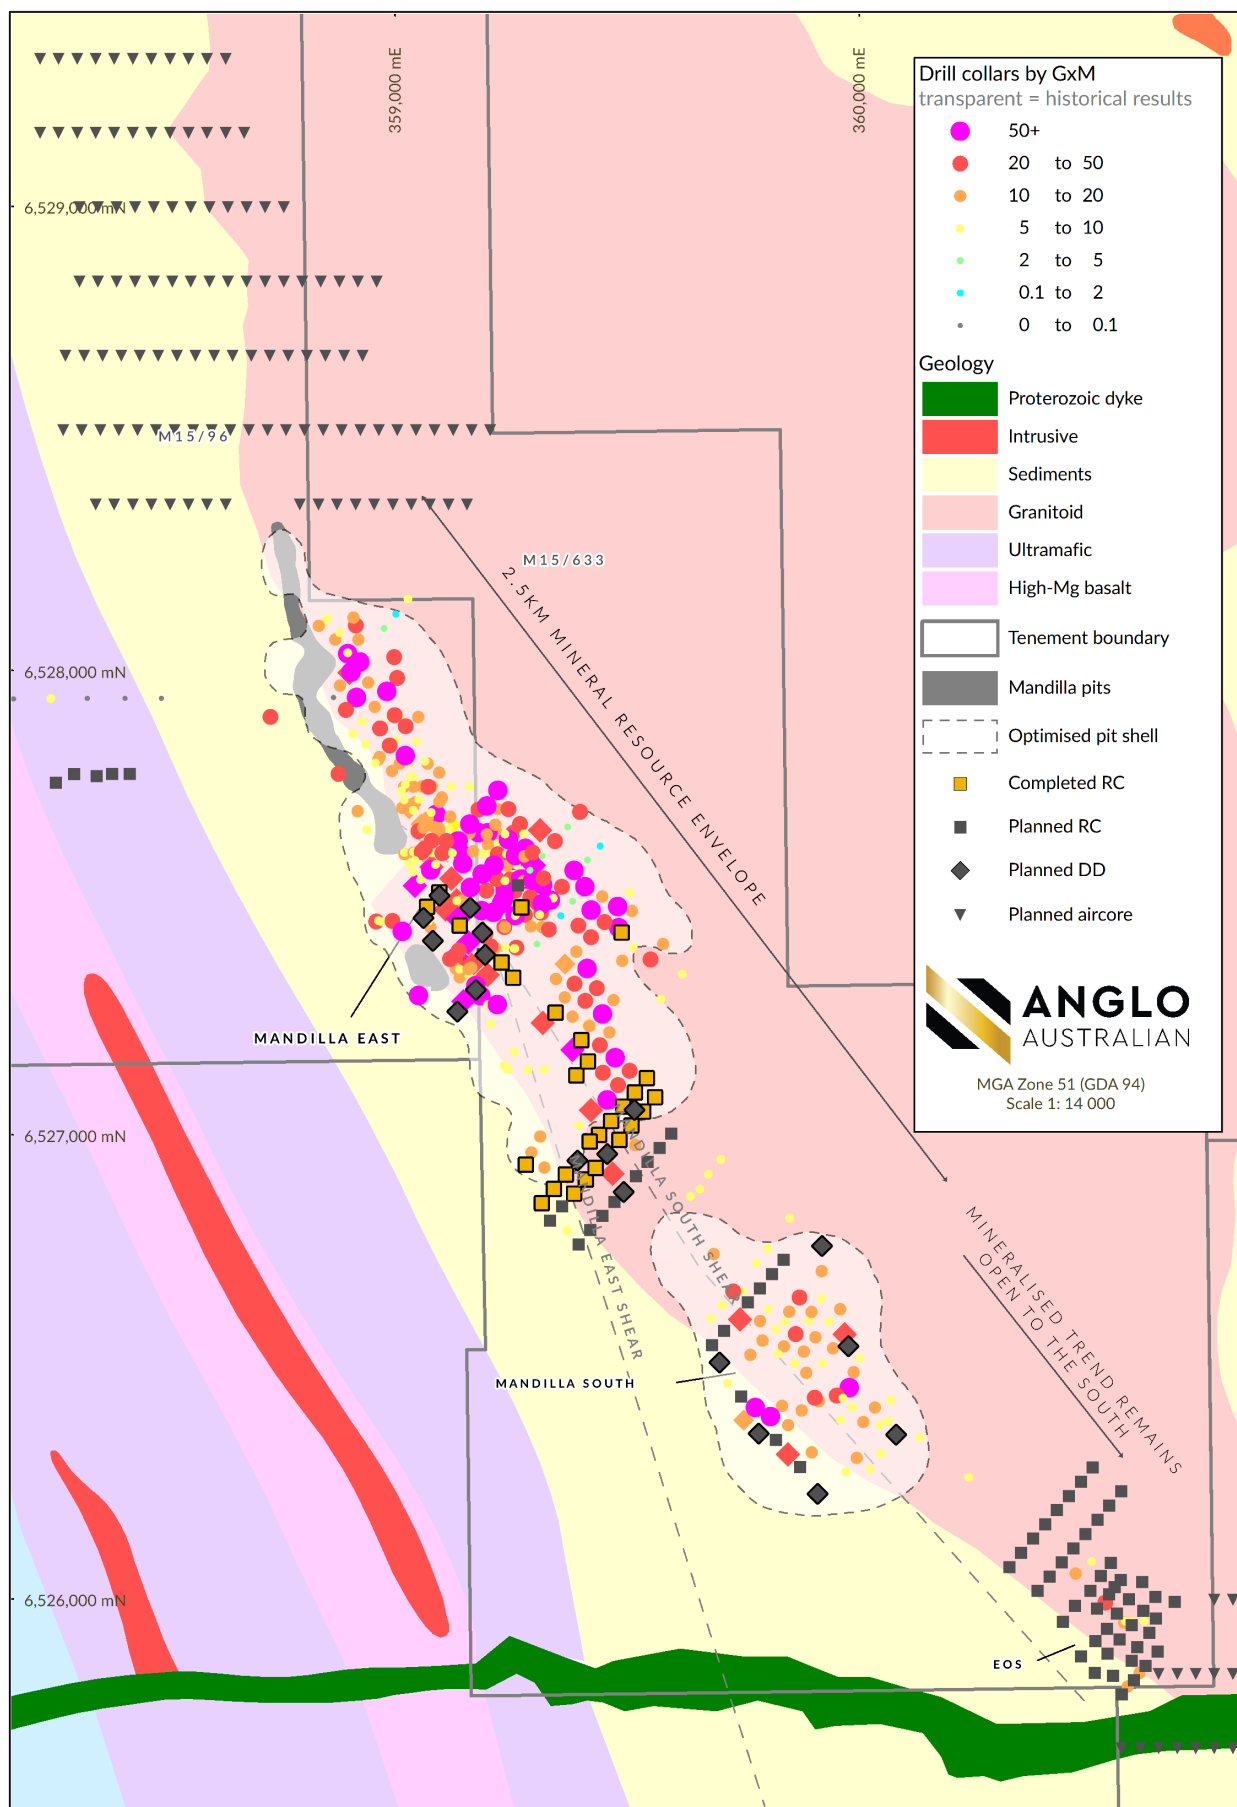 359,000 mE
360,000 mE
Drill collars by GxM
transparent = historical results
50+
20 to 50
10 to 20
5 to 10
2 to 5
0.1 to 2
0 to 0.1
Geology
Proterozoic dyke
Intrusive
Sediments
Granitoid
Ultramafic
High-Mg basalt
Tenement boundary
Mandilla pits
Optimised pit shell
Completed RC
Planned RC
Planned DD
Planned aircore
ANGLO
AUSTRALIAN
MGA Zone 51 (GDA 94)
Scale 1: 14 000
6,529,000 mN
M15/96
M15/633
2.5KM MINERAL RESOURCE ENVELOPE
6,528,000 mN
MANDILLA EAST
6,527,000 mN
MANDILLA SOUTH SHEAR
MANDILLA EAST SHEAR
MINERALISED TREND REMAINS
OPEN TO THE SOUTH
MANDILLA SOUTH
6,526,000 mN
EOS